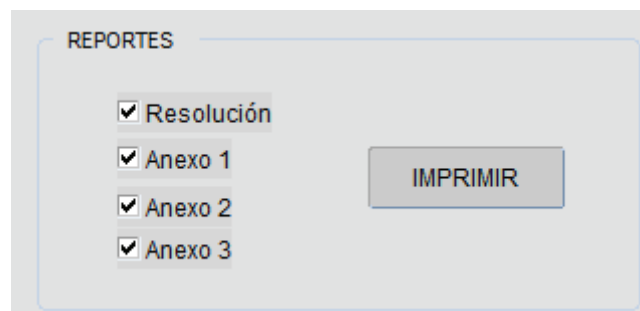 REPORTES
Resolución
Anexo 1
Anexo 2
Anexo 3
IMPRIMIR